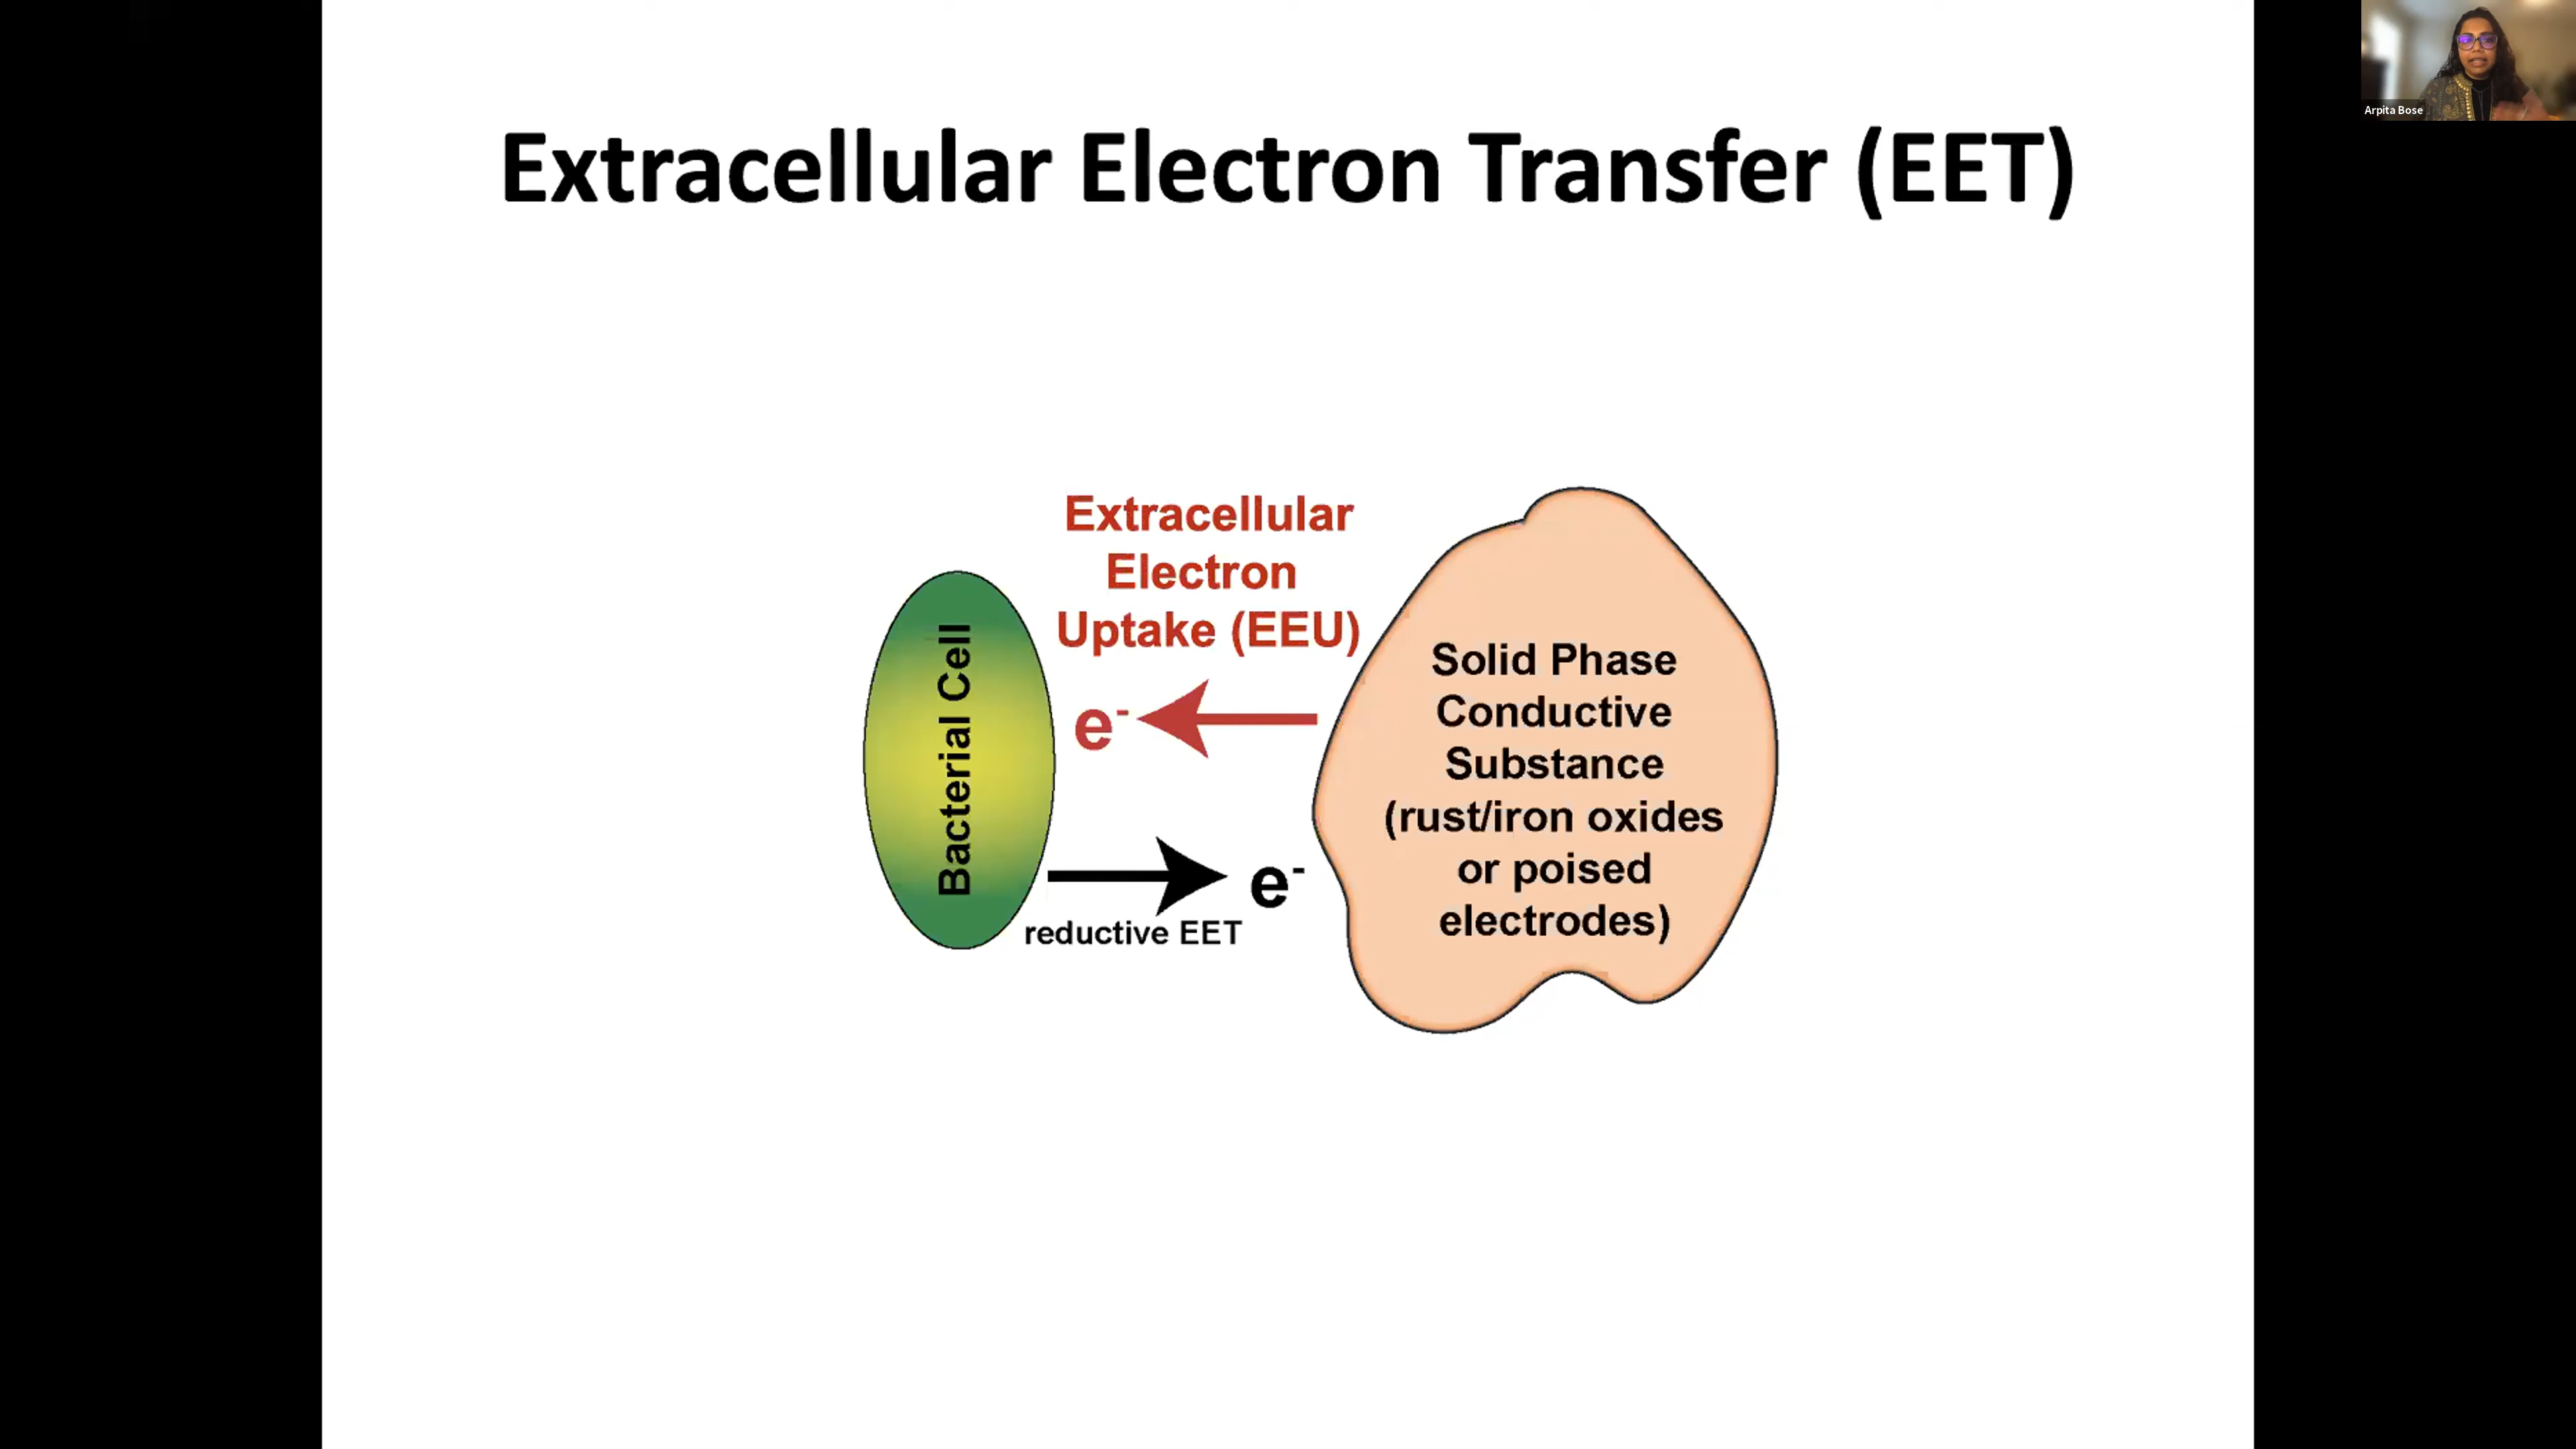 Arpita Bose
Extracellular Electron Transfer (EET)
Extracellular
Electron
Uptake (EEU)
e-
Bacterial Cell
e-
reductive EET
Solid Phase
Conductive
Substance
(rust/iron oxides
or poised
electrodes)